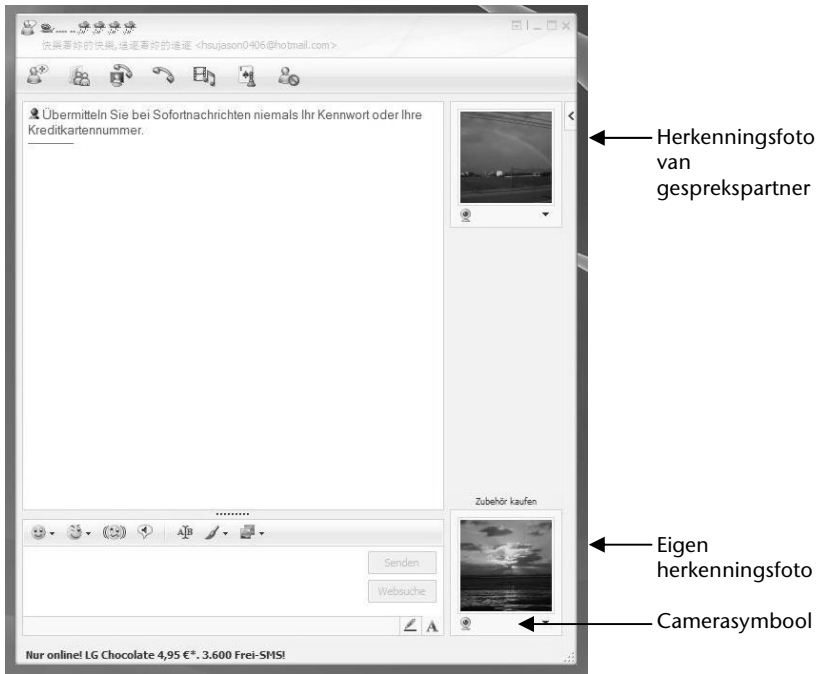 快樂著妳的快樂,追逐著妳的追逐 <hsujason0406@hotmail.com>
Übermitteln Sie bei Sofortnachrichten niemals Ihr Kennwort oder Ihre
Kreditkartennummer.
Herkenningsfoto
van
gesprekspartner
Zubehör kaufen
Senden
Websuche
Eigen
herkenningsfoto
Camerasymbool
Nur online! LG Chocolate 4,95 €*. 3.600 Frei-SMS!